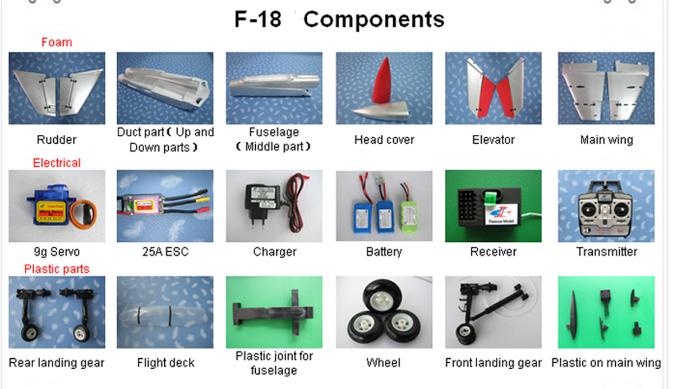 F-18 Components
Foam
Rudder
Duct part ( Up and
Down parts )
Fuselage
( Middle part )
Head cover
Elevator
Main wing
Electrical
9g Servo
25A ESC
Charger
Battery
Receiver
Transmitter
Plastic parts
Rear landing gear
Flight deck
Plastic joint for
fuselage
Wheel
Front landing gear
Plastic on main wing